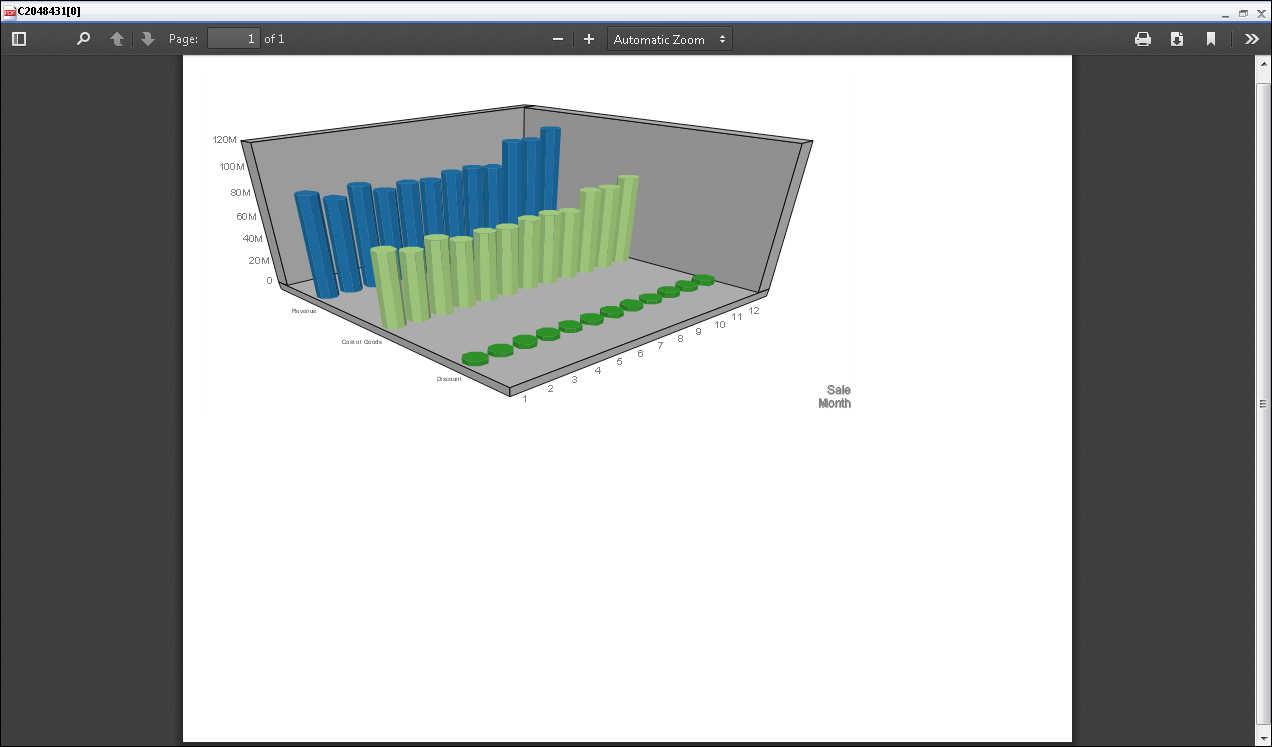 C2048431[0]
Page: 1 of 1
Automatic Zoom
120M
100M
80M
60M
40M
20M
0
Revenue
Cost of Goods
Discount
1
2
3
4
5
6
7
8
9
10
11
12
Sale
Month